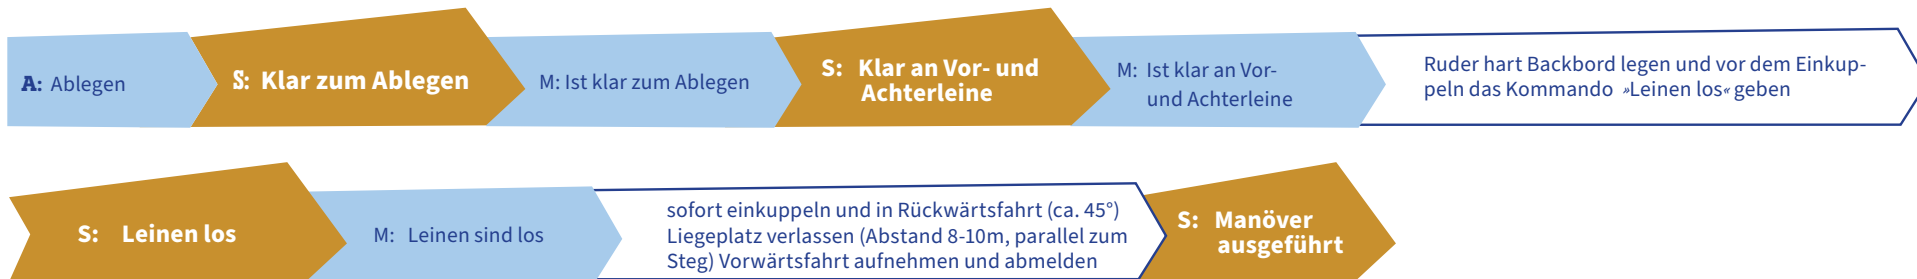 A: Ablegen
S: Klar zum Ablegen
M: Ist klar zum Ablegen
S: Klar an Vor- und
Achterleine
M: Ist klar an Vor-
und Achterleine
Ruder hart Backbord legen und vor dem Einkup-
peln das Kommando »Leinen los« geben
S: Leinen los
M: Leinen sind los
sofort einkuppeln und in Rückwärtsfahrt (ca. 45°)
Liegeplatz verlassen (Abstand 8-10m, parallel zum
Steg) Vorwärtsfahrt aufnehmen und abmelden
S: Manöver
ausgeführt